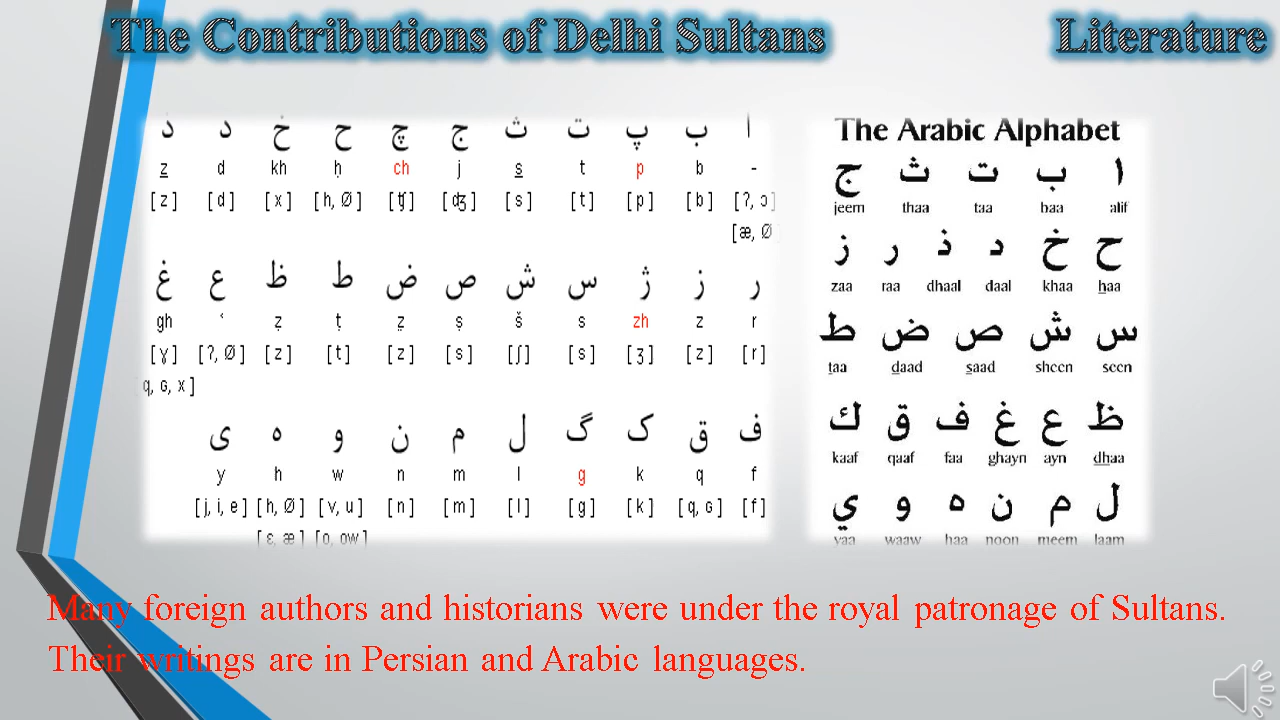 The Contributions of Delhi Sultans Literature
ا ب پ ت ث ج چ ح خ د ذ
z d kh ḥ ch j s t p b -
[z] [d] [x] [h, Ø] [ʧ] [ʤ] [s] [t] [p] [b] [ʔ, ɔ]
[æ, Ø
ر ز ژ س ش ص ض ط ظ ع غ
gh ‘ ẓ ṭ ẕ ṣ š s zh z r
[ɣ] [ʔ, Ø] [z] [t] [z] [s] [ʃ] [s] [ʒ] [z] [r]
q, ɢ, x]
ف ق ک گ ل م ن و ه ی
y h w n m l g k q f
[j, i, e] [h, Ø] [v, u] [n] [m] [l] [g] [k] [q, ɢ] [f]
[ɛ, æ] [o, ow]
The Arabic Alphabet
ا ب ت ث ج
jeem thaa taa baa alif
ح خ د ذ ر ز
zaa raa dhaal daal khaa haa
س ش ص ض ط
taa daad saad sheen seen
ظ ع غ ف ق ك
kaaf qaaf faa ghayn ayn dhaa
ل م ن ه و ي
yaa waaw haa noon meem laam
Many foreign authors and historians were under the royal patronage of Sultans.
Their writings are in Persian and Arabic languages.